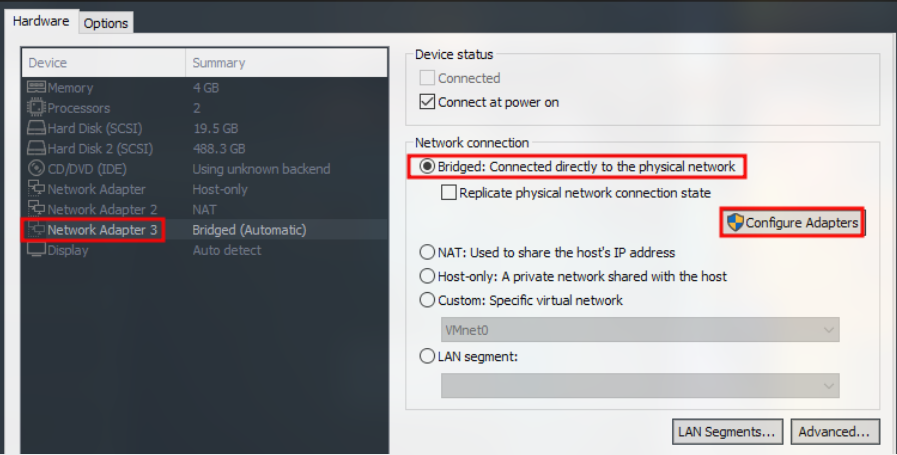 Hardware
Options
Device Summary
Memory 4 GB
Processors 2
Hard Disk (SCSI) 19.5 GB
Hard Disk 2 (SCSI) 488.3 GB
CD/DVD (IDE) Using unknown backend
Network Adapter Host-only
Network Adapter 2 NAT
Network Adapter 3 Bridged (Automatic)
Display Auto detect
Device status
Connected
Connect at power on
Network connection
Bridged: Connected directly to the physical network
Replicate physical network connection state
Configure Adapters
NAT: Used to share the host's IP address
Host-only: A private network shared with the host
Custom: Specific virtual network
VMnet0
LAN segment:
LAN Segments...
Advanced...